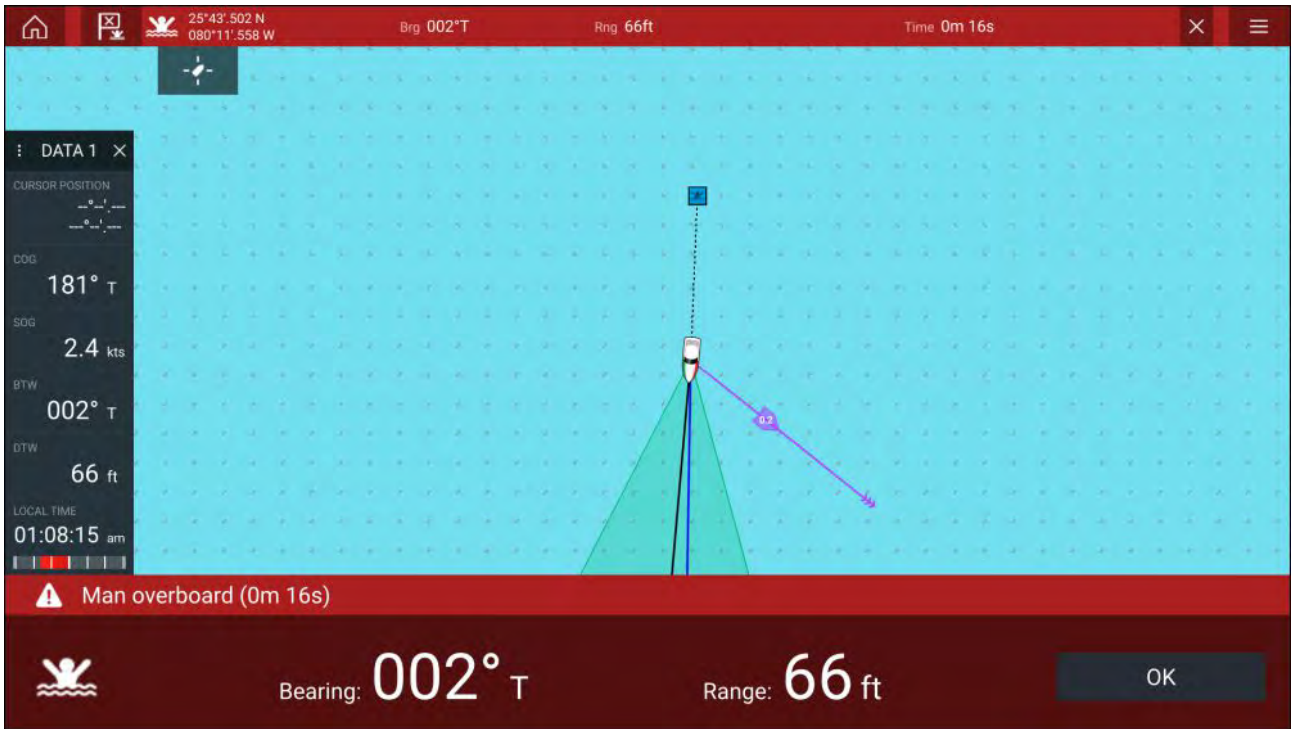 25°43'.502 N
080°11'.558 W
Brg 002°T
Rng 66ft
Time 0m 16s
DATA 1
CURSOR POSITION
--°--'.---
---°--'.---
COG
181° T
SOG
2.4 kts
BTW
002° T
DTW
66 ft
LOCAL TIME
01:08:15 am
0.2
Man overboard (0m 16s)
Bearing: 002° T
Range: 66 ft
OK